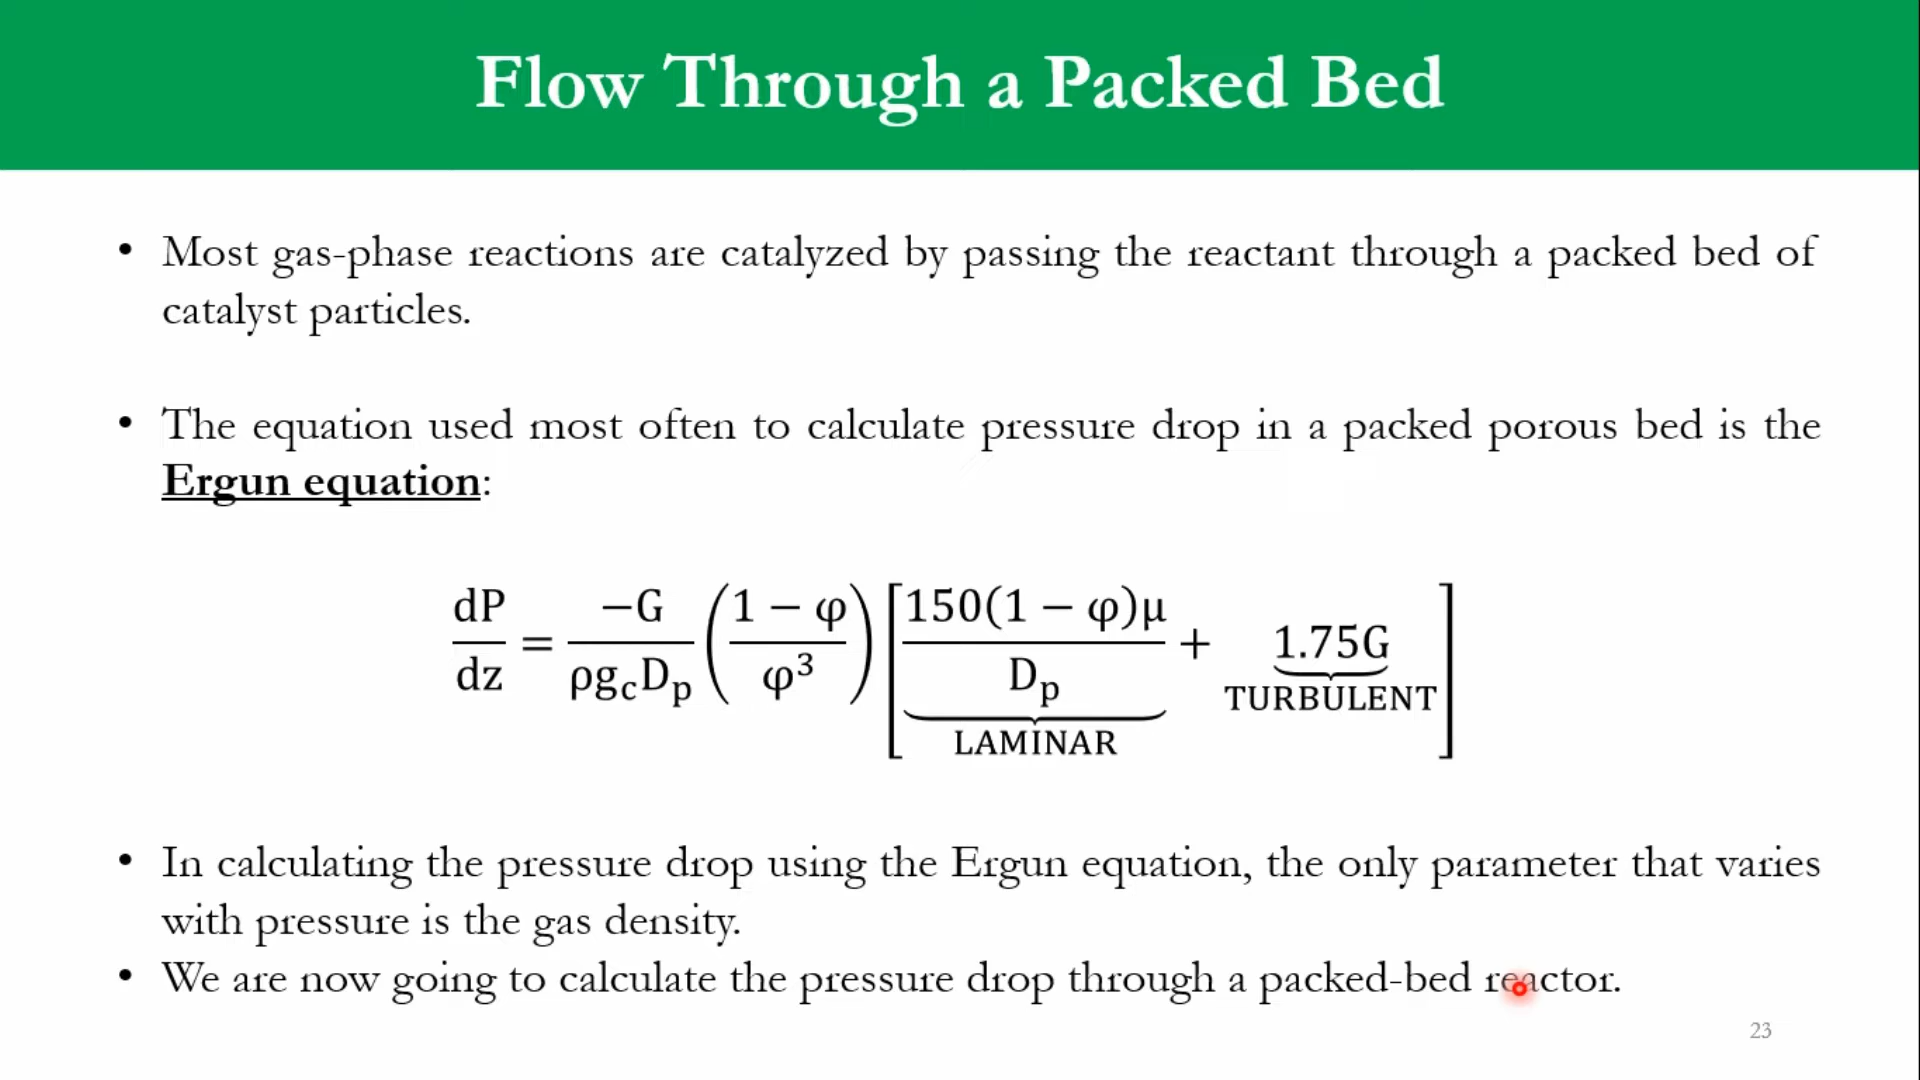 Flow Through a Packed Bed
• Most gas-phase reactions are catalyzed by passing the reactant through a packed bed of
catalyst particles.
• The equation used most often to calculate pressure drop in a packed porous bed is the
Ergun equation:
dP/dz = −G/(ρg_cD_p) ((1 − φ)/φ³) [150(1 − φ)μ/D_p + 1.75G]
LAMINAR TURBULENT
• In calculating the pressure drop using the Ergun equation, the only parameter that varies
with pressure is the gas density.
• We are now going to calculate the pressure drop through a packed-bed reactor.
23